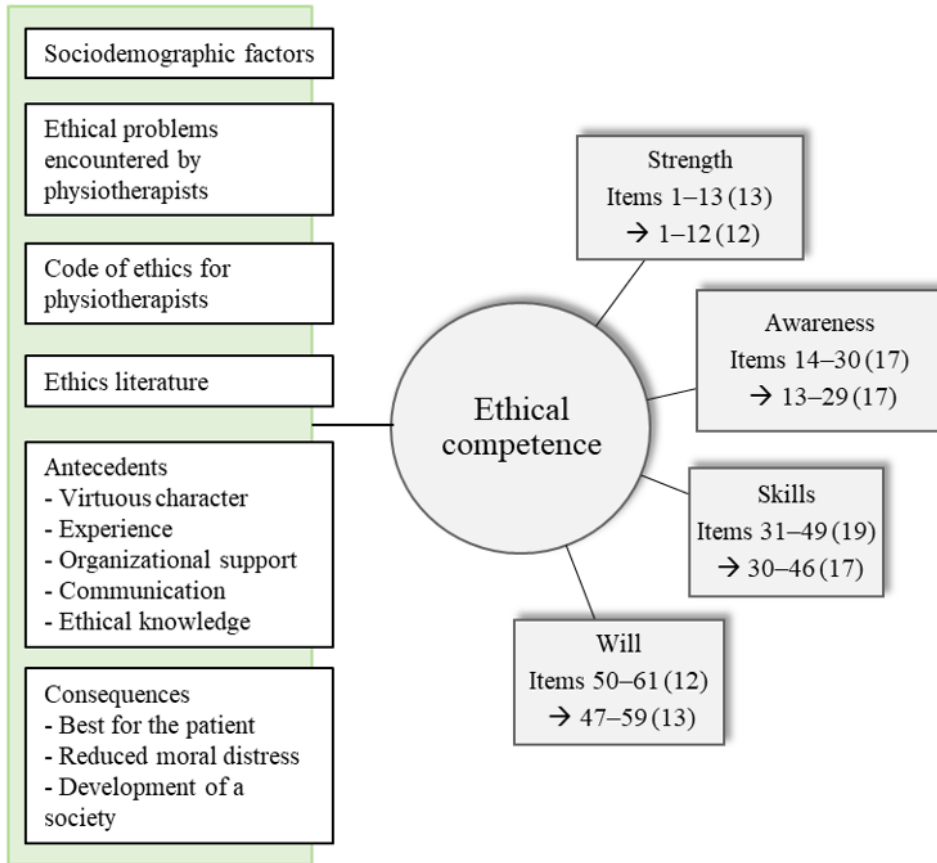 Sociodemographic factors
Ethical problems
encountered by
physiotherapists
Code of ethics for
physiotherapists
Ethics literature
Antecedents
- Virtuous character
- Experience
- Organizational support
- Communication
- Ethical knowledge
Consequences
- Best for the patient
- Reduced moral distress
- Development of a
society
Ethical
competence
Strength
Items 1–13 (13)
→ 1–12 (12)
Awareness
Items 14–30 (17)
→ 13–29 (17)
Skills
Items 31–49 (19)
→ 30–46 (17)
Will
Items 50–61 (12)
→ 47–59 (13)